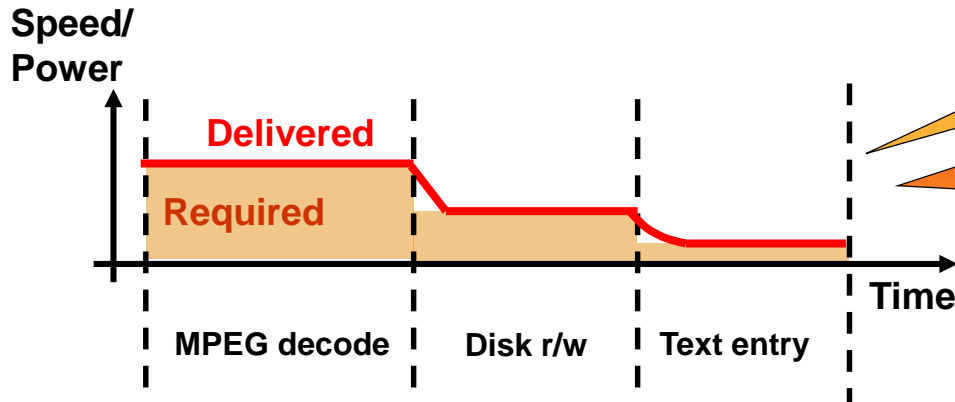 Speed/
Power
Delivered
Required
Time
MPEG decode
Disk r/w
Text entry